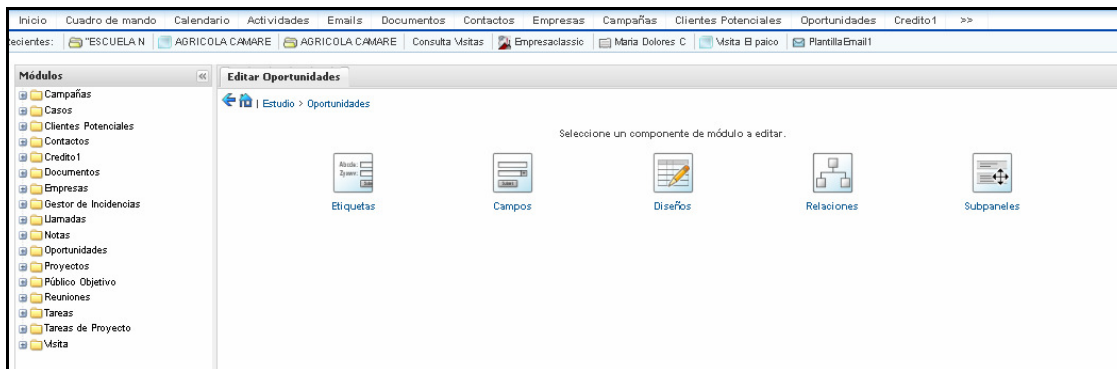 Inicio Cuadro de mando Calendario Actividades Emails Documentos Contactos Empresas Campañas Clientes Potenciales Oportunidades Credito1 >>
ecientes: "ESCUELA N AGRICOLA CAMARE AGRICOLA CAMARE Consulta Visitas Empresaclassic Maria Dolores C Visita El paico PlantillaEmail1
Módulos « Editar Oportunidades
Campañas
| Estudio > Oportunidades
Casos
Clientes Potenciales
Seleccione un componente de módulo a editar.
Contactos
Credito1
Documentos
Empresas
Gestor de Incidencias
Etiquetas Campos Diseños Relaciones Subpaneles
Llamadas
Notas
Oportunidades
Proyectos
Público Objetivo
Reuniones
Tareas
Tareas de Proyecto
Visita